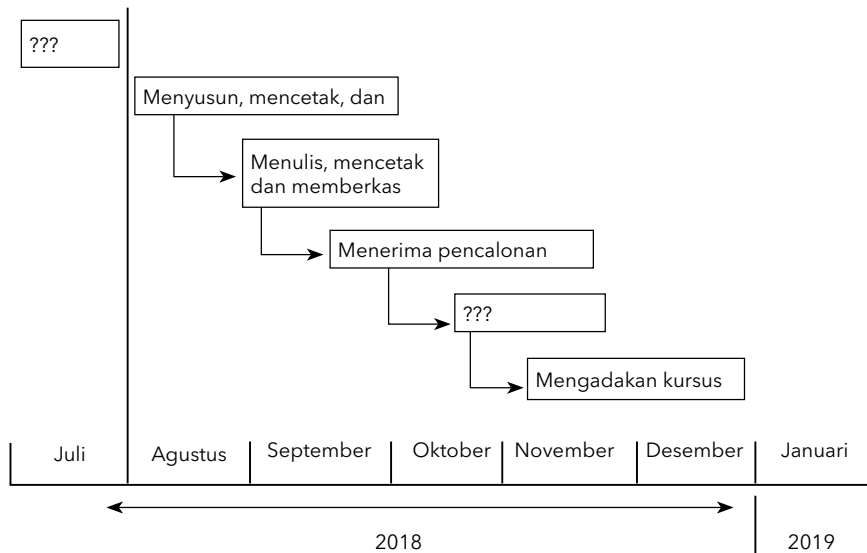 ???
Menyusun, mencetak, dan
Menulis, mencetak
dan memberkas
Menerima pencalonan
???
Mengadakan kursus
Juli Agustus September Oktober November Desember Januari
2018 2019